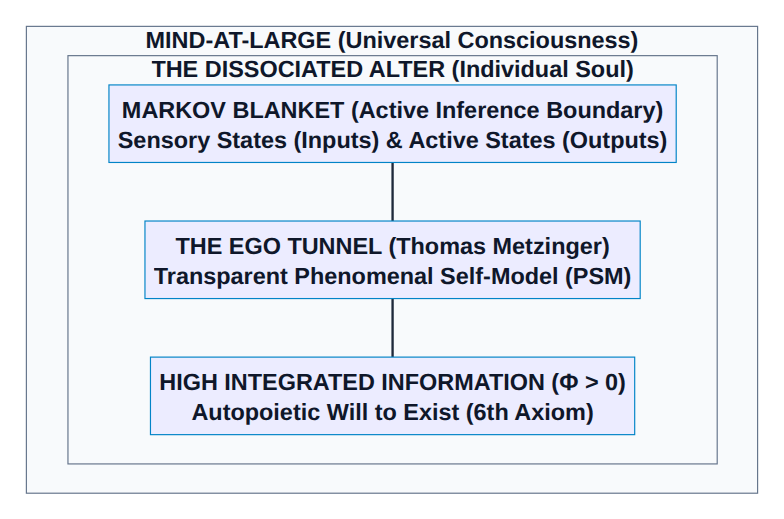 MIND-AT-LARGE (Universal Consciousness)
THE DISSOCIATED ALTER (Individual Soul)
MARKOV BLANKET (Active Inference Boundary)
Sensory States (Inputs) & Active States (Outputs)
THE EGO TUNNEL (Thomas Metzinger)
Transparent Phenomenal Self-Model (PSM)
HIGH INTEGRATED INFORMATION (Φ > 0)
Autopoietic Will to Exist (6th Axiom)